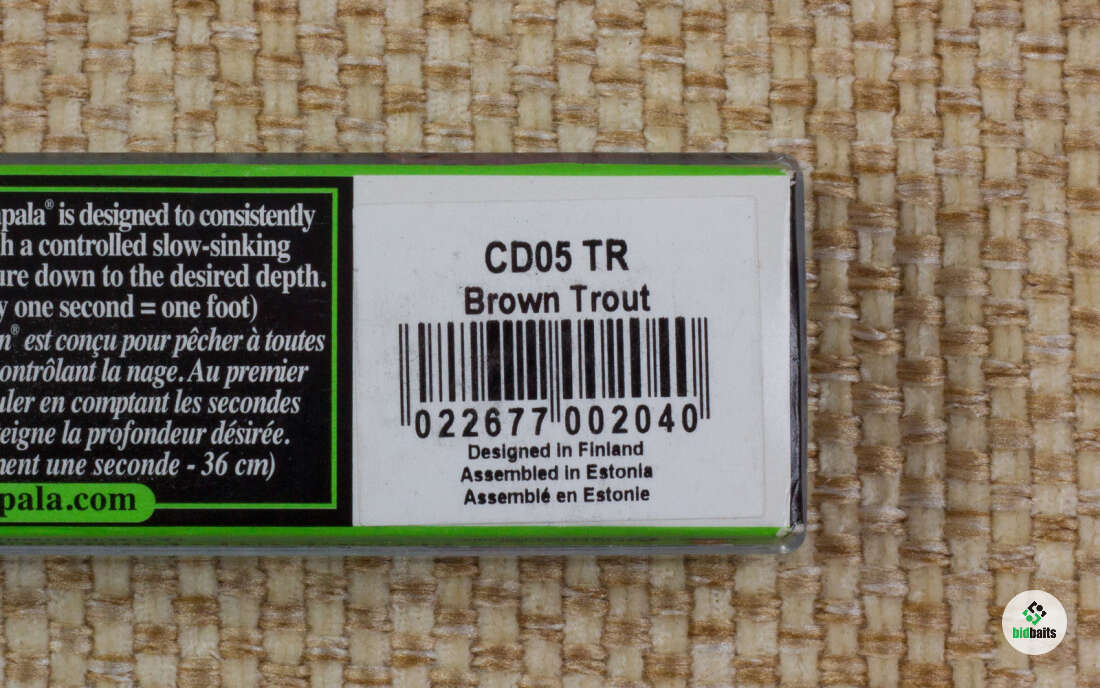 pala® is designed to consistently
h a controlled slow-sinking
ure down to the desired depth.
y one second = one foot)
n® est conçu pour pêcher à toutes
ontrôlant la nage. Au premier
uler en comptant les secondes
teigne la profondeur désirée.
ment une seconde - 36 cm)
pala.com
CD05 TR
Brown Trout
022677 002040
Designed in Finland
Assembled in Estonia
Assemblé en Estonie
bidbaits